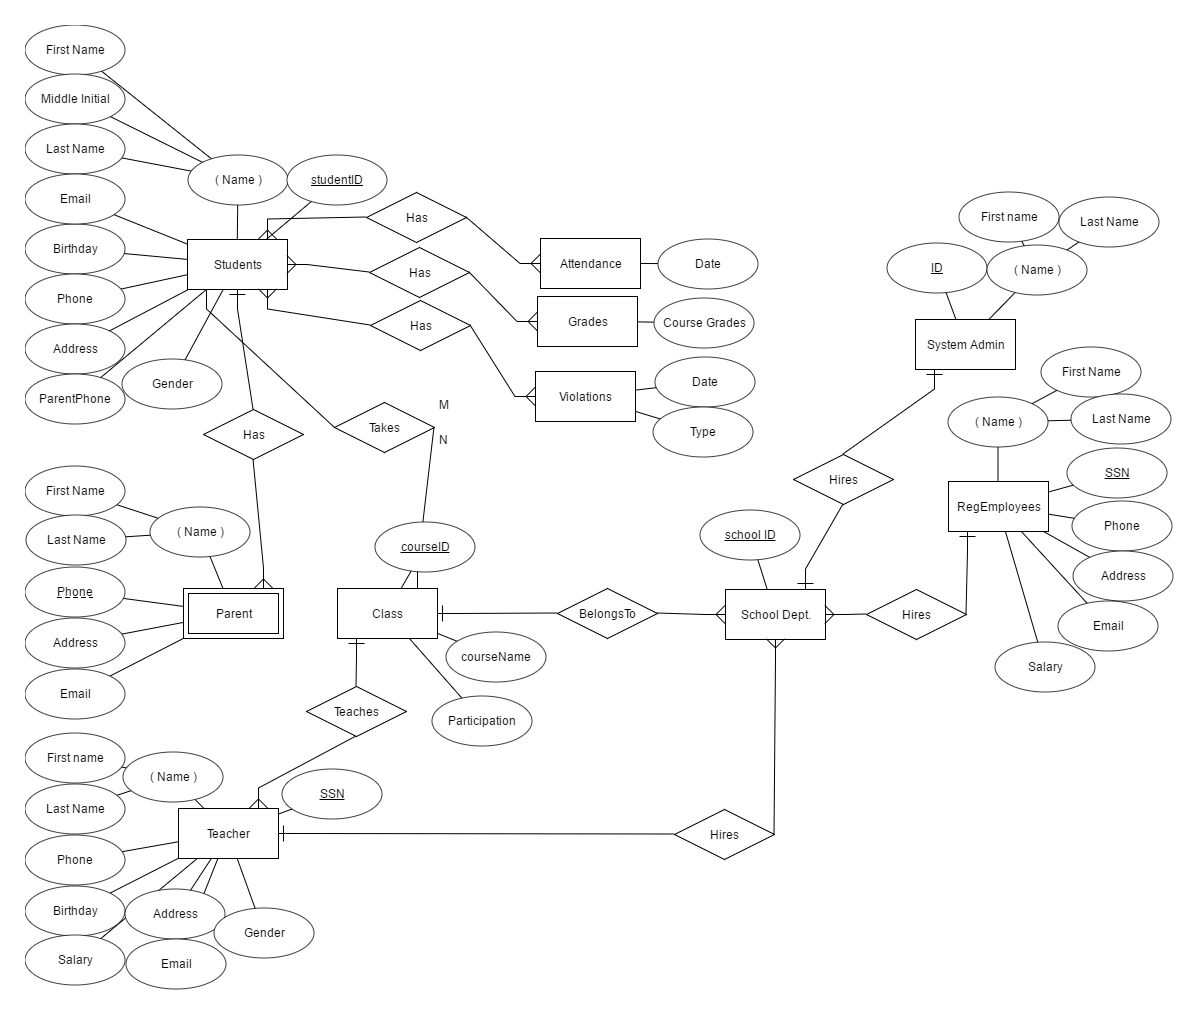 First Name
Middle Initial
Last Name
( Name )
studentID
Email
Birthday
Phone
Address
ParentPhone
Gender
Students
Has
Has
Has
Attendance
Date
Grades
Course Grades
Violations
Date
Type
First name
Last Name
ID
( Name )
System Admin
First Name
Last Name
( Name )
SSN
RegEmployees
Phone
Address
Email
Salary
Has
Takes
M
N
Hires
First Name
Last Name
( Name )
Phone
Parent
Address
Email
courseID
Class
courseName
Participation
BelongsTo
school ID
School Dept.
Hires
Teaches
First name
Last Name
( Name )
SSN
Teacher
Phone
Birthday
Salary
Address
Email
Gender
Hires